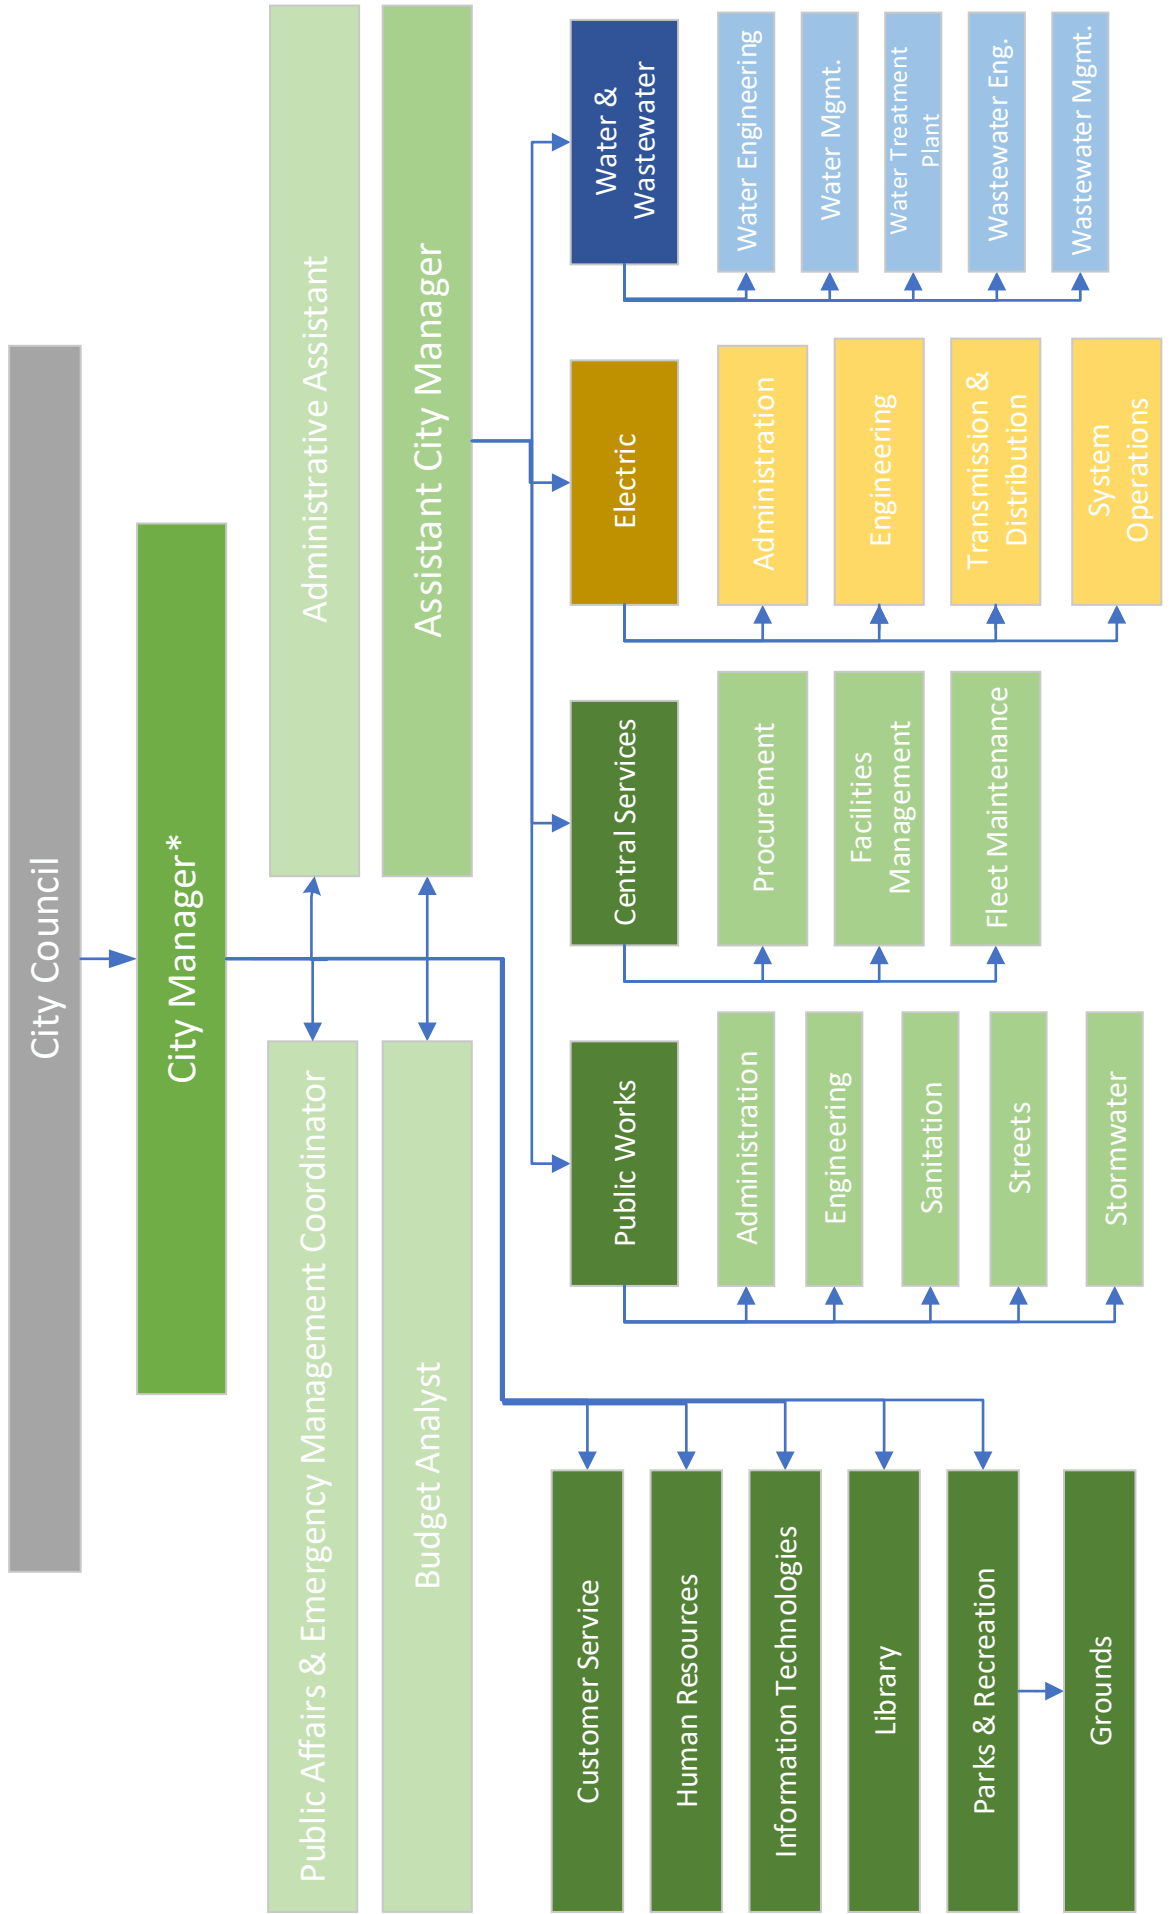 City Council
City Manager*
Public Affairs & Emergency Management Coordinator
Administrative Assistant
Budget Analyst
Assistant City Manager
Customer Service
Human Resources
Information Technologies
Library
Parks & Recreation
Grounds
Public Works
Administration
Engineering
Sanitation
Streets
Stormwater
Central Services
Procurement
Facilities
Management
Fleet Maintenance
Electric
Administration
Engineering
Transmission &
Distribution
System
Operations
Water &
Wastewater
Water Engineering
Water Mgmt.
Water Treatment
Plant
Wastewater Eng.
Wastewater Mgmt.